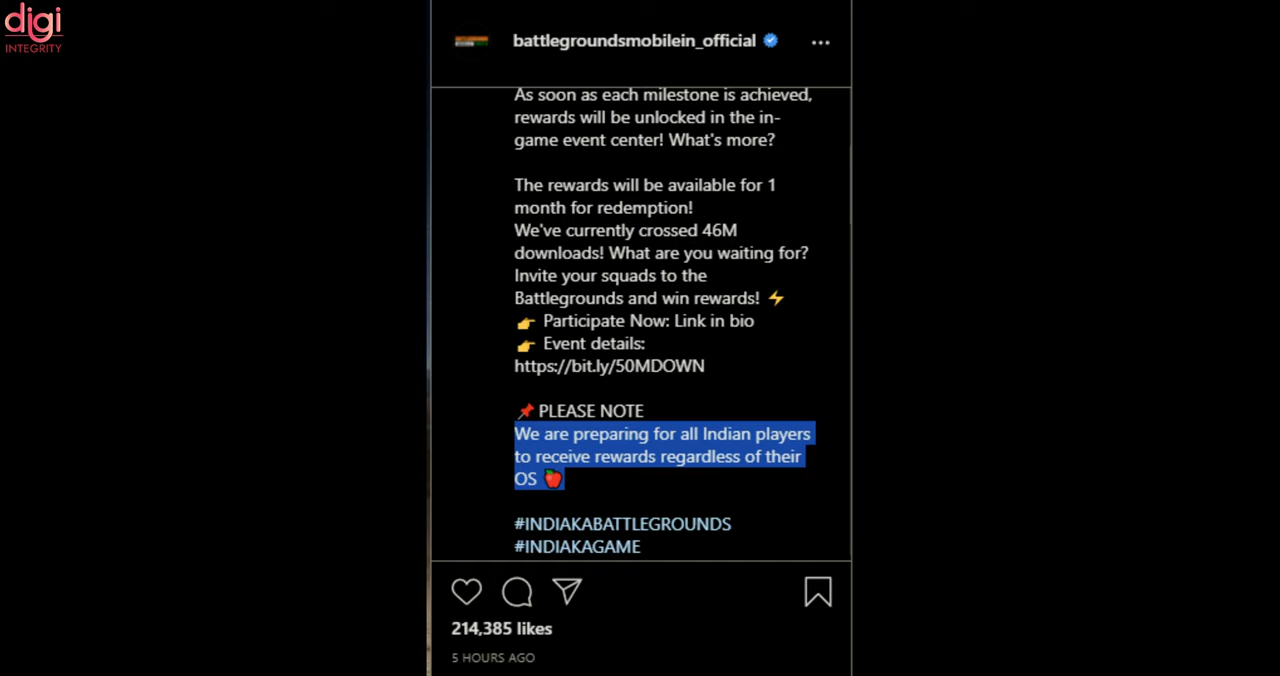 digi
INTEGRITY
battlegroundsmobilein_official
As soon as each milestone is achieved,
rewards will be unlocked in the in-
game event center! What's more?
The rewards will be available for 1
month for redemption!
We've currently crossed 46M
downloads! What are you waiting for?
Invite your squads to the
Battlegrounds and win rewards! ⚡
👉 Participate Now: Link in bio
👉 Event details:
https://bit.ly/50MDOWN
📌 PLEASE NOTE
We are preparing for all Indian players
to receive rewards regardless of their
OS 🍎
#INDIAKABATTLEGROUNDS
#INDIAKAGAME
214,385 likes
5 HOURS AGO